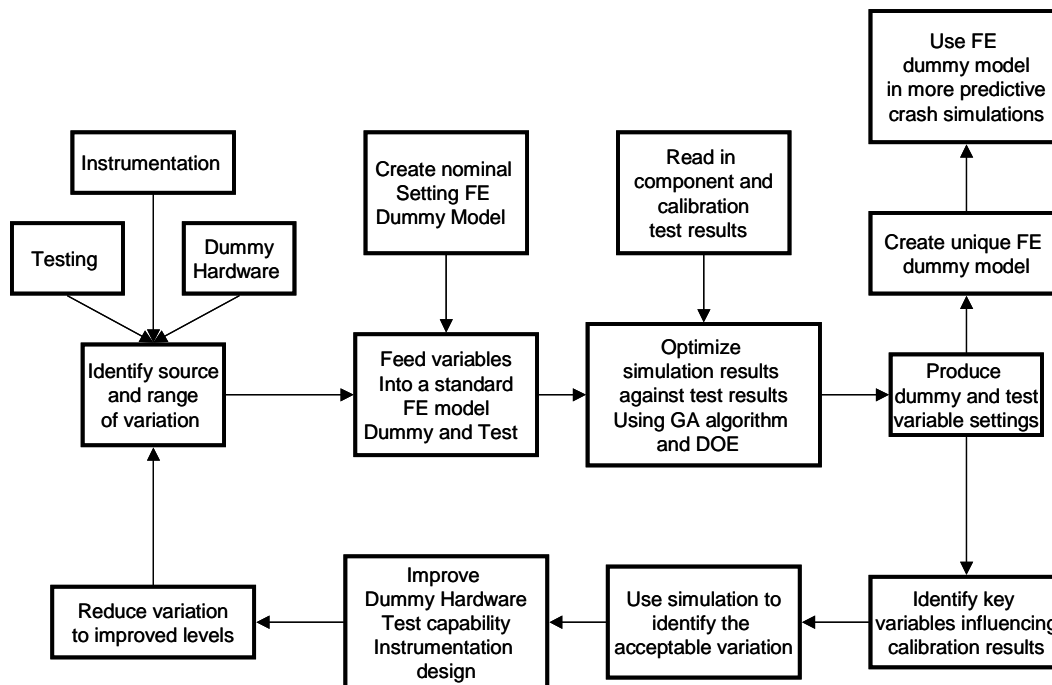 Use FE
dummy model
in more predictive
crash simulations
Instrumentation
Create nominal
Setting FE
Dummy Model
Read in
component and
calibration
test results
Testing
Dummy
Hardware
Create unique FE
dummy model
Identify source
and range
of variation
Feed variables
Into a standard
FE model
Dummy and Test
Optimize
simulation results
against test results
Using GA algorithm
and DOE
Produce
dummy and test
variable settings
Reduce variation
to improved levels
Improve
Dummy Hardware
Test capability
Instrumentation
design
Use simulation to
identify the
acceptable variation
Identify key
variables influencing
calibration results